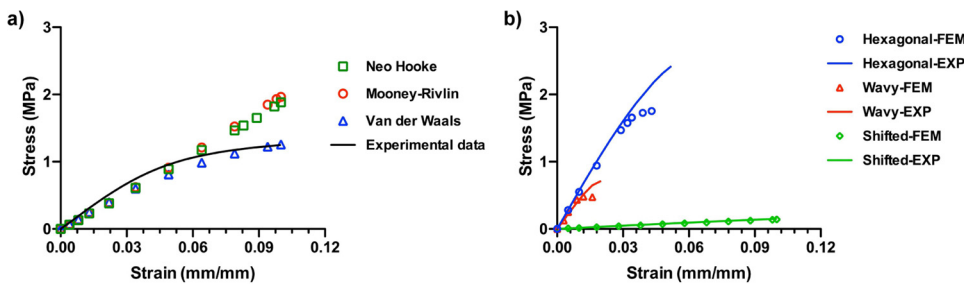 a)
3
2
1
0
Stress (MPa)
0.00
0.03
0.06
0.09
0.12
Strain (mm/mm)
Neo Hooke
Mooney-Rivlin
Van der Waals
Experimental data
b)
3
2
1
0
Stress (MPa)
0.00
0.03
0.06
0.09
0.12
Strain (mm/mm)
Hexagonal-FEM
Hexagonal-EXP
Wavy-FEM
Wavy-EXP
Shifted-FEM
Shifted-EXP